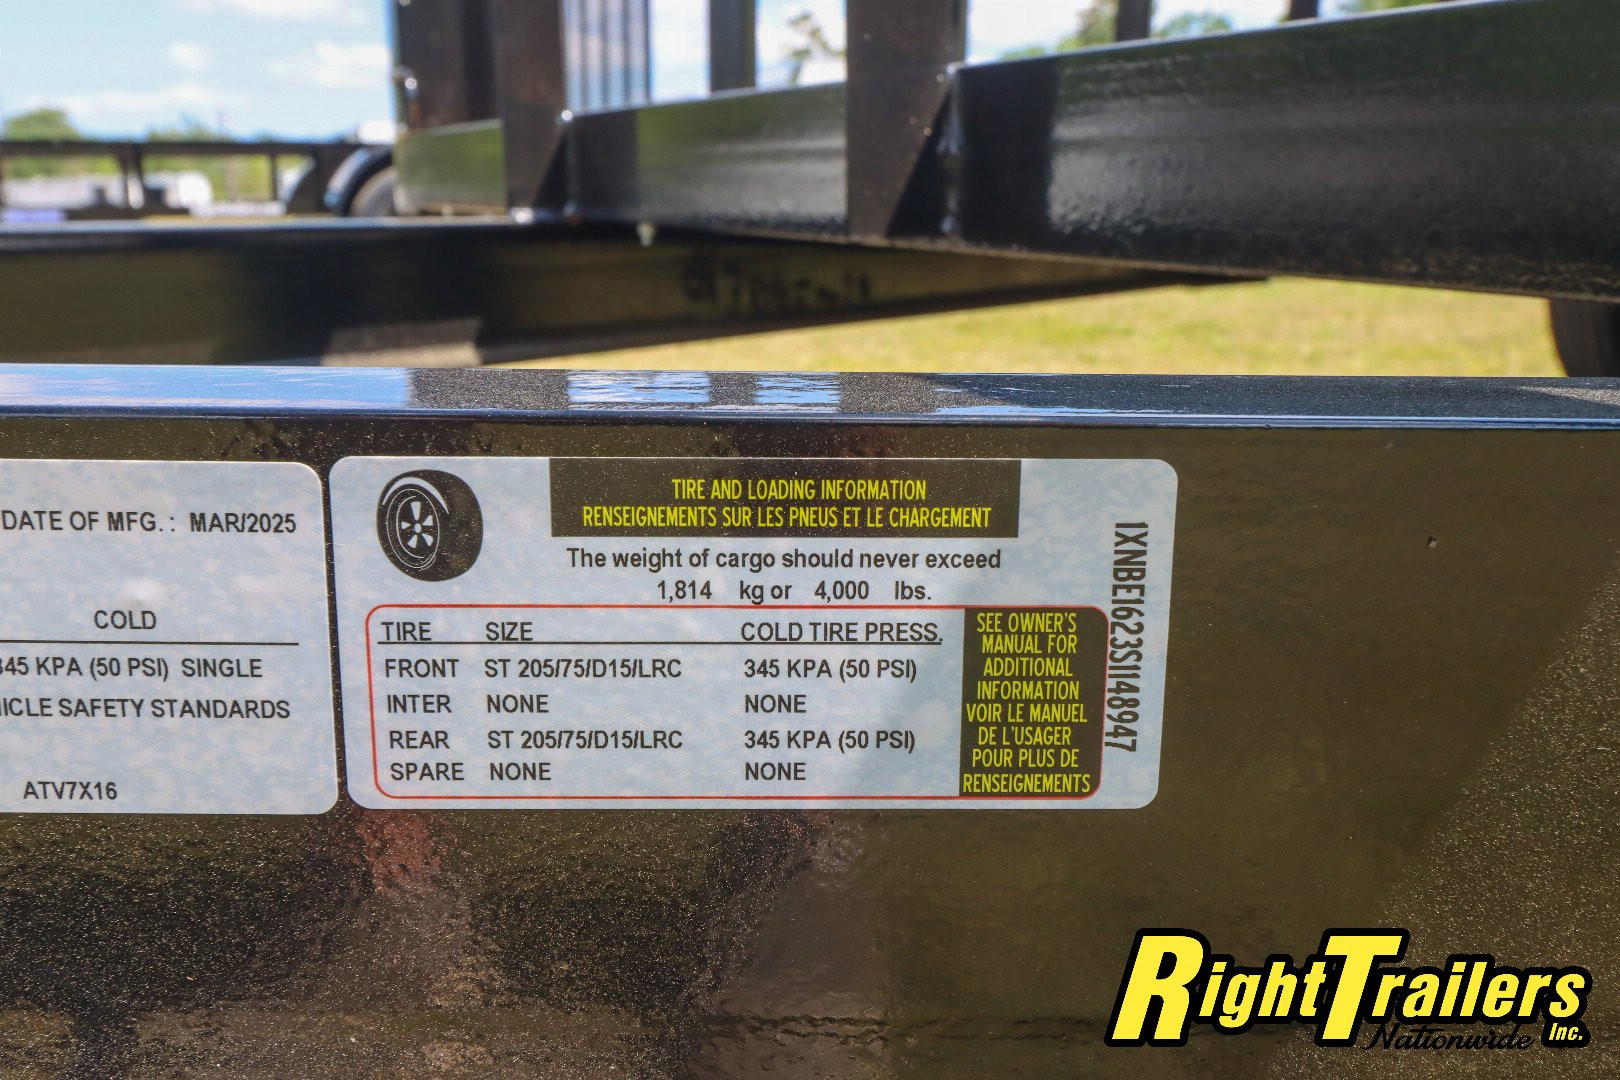 DATE OF MFG.: MAR/2025
COLD
345 KPA (50 PSI) SINGLE
SAFETY STANDARDS
ATV7X16
TIRE AND LOADING INFORMATION
RENSEIGNEMENTS SUR LES PNEUS ET LE CHARGEMENT
The weight of cargo should never exceed
1,814 kg or 4,000 lbs.
TIRE SIZE COLD TIRE PRESS.
FRONT ST 205/75/D15/LRC 345 KPA (50 PSI)
INTER NONE NONE
REAR ST 205/75/D15/LRC 345 KPA (50 PSI)
SPARE NONE NONE
SEE OWNER'S
MANUAL FOR
ADDITIONAL
INFORMATION
VOIR LE MANUEL
DE L'USAGER
POUR PLUS DE
RENSEIGNEMENTS
1XNBE1623S1148947
RightTrailers
Nationwide Inc.